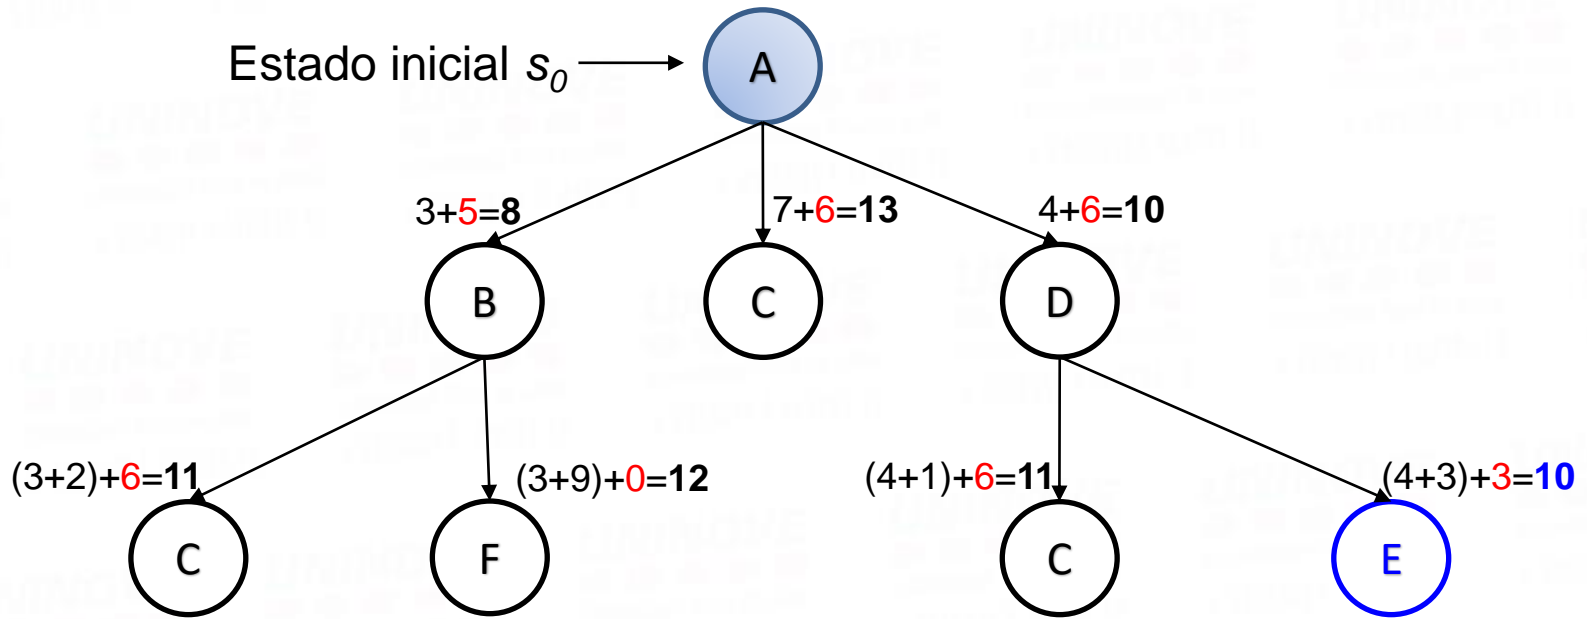 Estado inicial s0
A
3+5=8
7+6=13
4+6=10
B
C
D
(3+2)+6=11
(3+9)+0=12
(4+1)+6=11
(4+3)+3=10
C
F
C
E